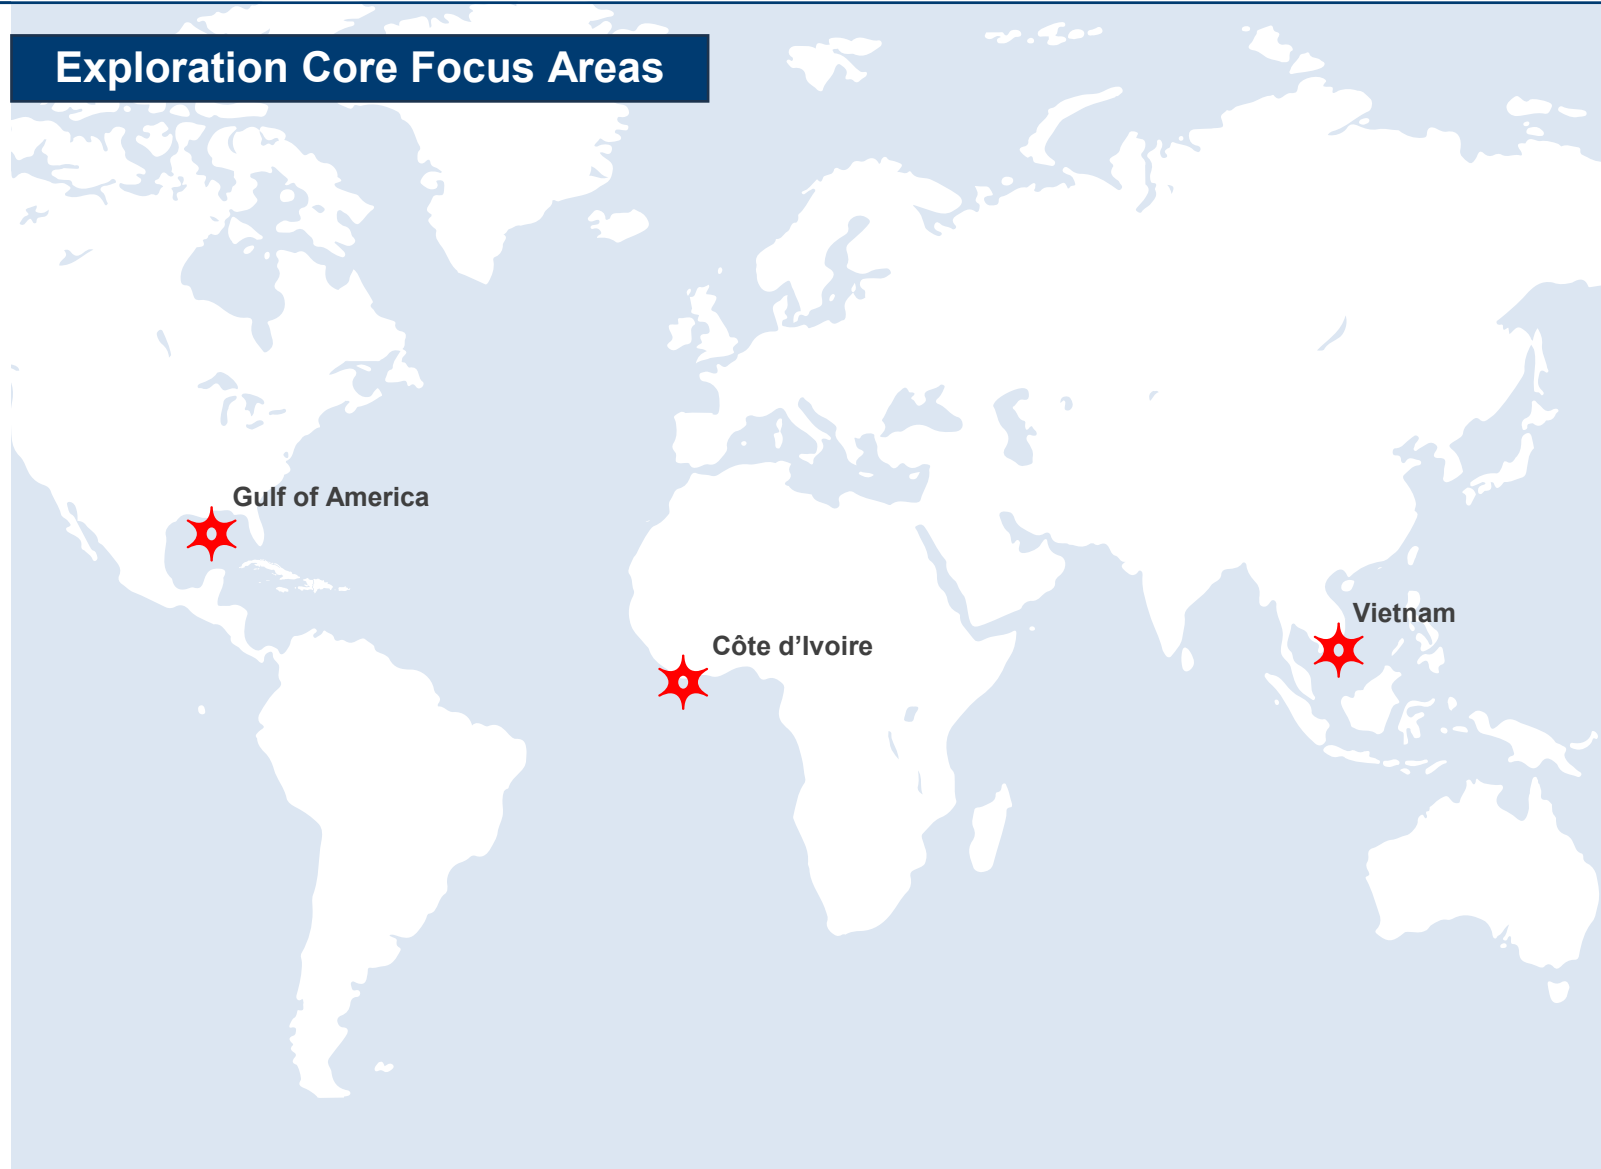 Exploration Core Focus Areas
Gulf of America
Vietnam
Côte d’Ivoire